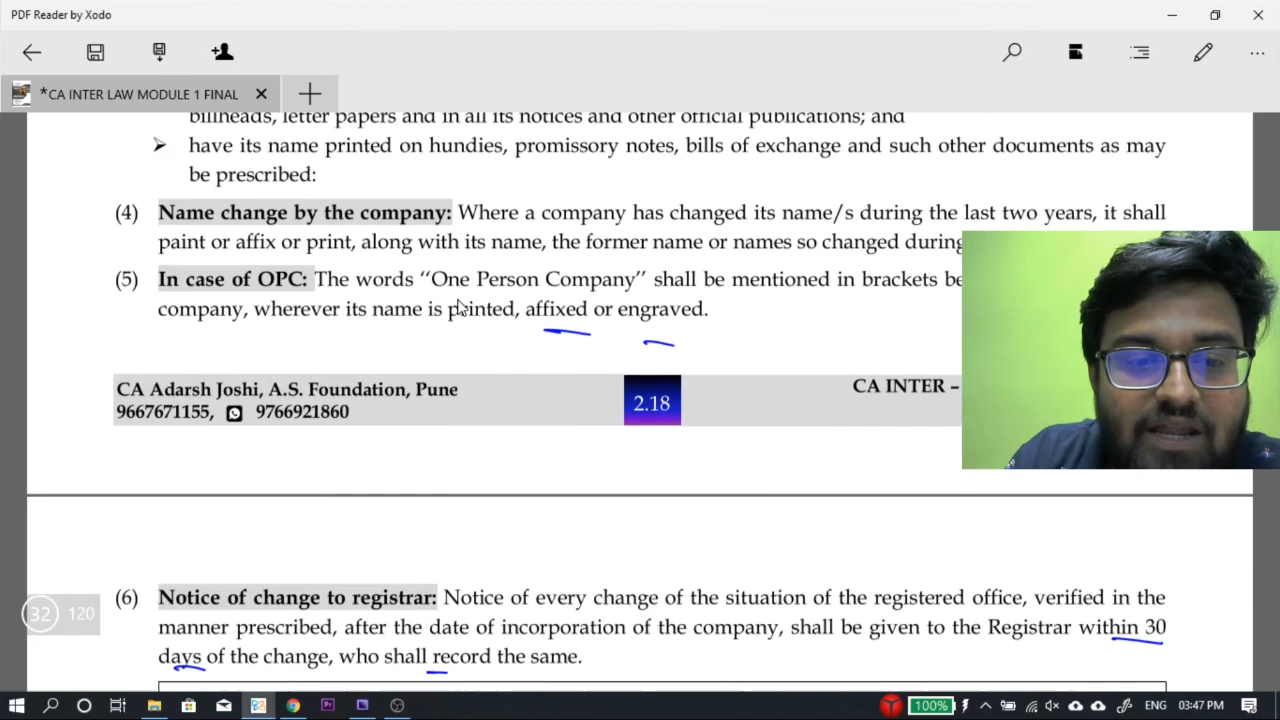 PDF Reader by Xodo
*CA INTER LAW MODULE 1 FINAL
billheads, letter papers and in all its notices and other official publications; and
➢ have its name printed on hundies, promissory notes, bills of exchange and such other documents as may
be prescribed:
(4) Name change by the company: Where a company has changed its name/s during the last two years, it shall
paint or affix or print, along with its name, the former name or names so changed during
(5) In case of OPC: The words ‘‘One Person Company’’ shall be mentioned in brackets be
company, wherever its name is printed, affixed or engraved.
CA Adarsh Joshi, A.S. Foundation, Pune
9667671155, 9766921860
2.18
CA INTER –
(6) Notice of change to registrar: Notice of every change of the situation of the registered office, verified in the
manner prescribed, after the date of incorporation of the company, shall be given to the Registrar within 30
days of the change, who shall record the same.
32 120
100%
ENG
03:47 PM